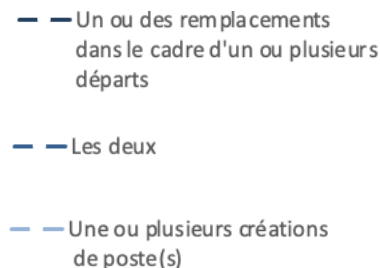 Un ou des remplacements
dans le cadre d'un ou plusieurs
départs
Les deux
Une ou plusieurs créations
de poste(s)